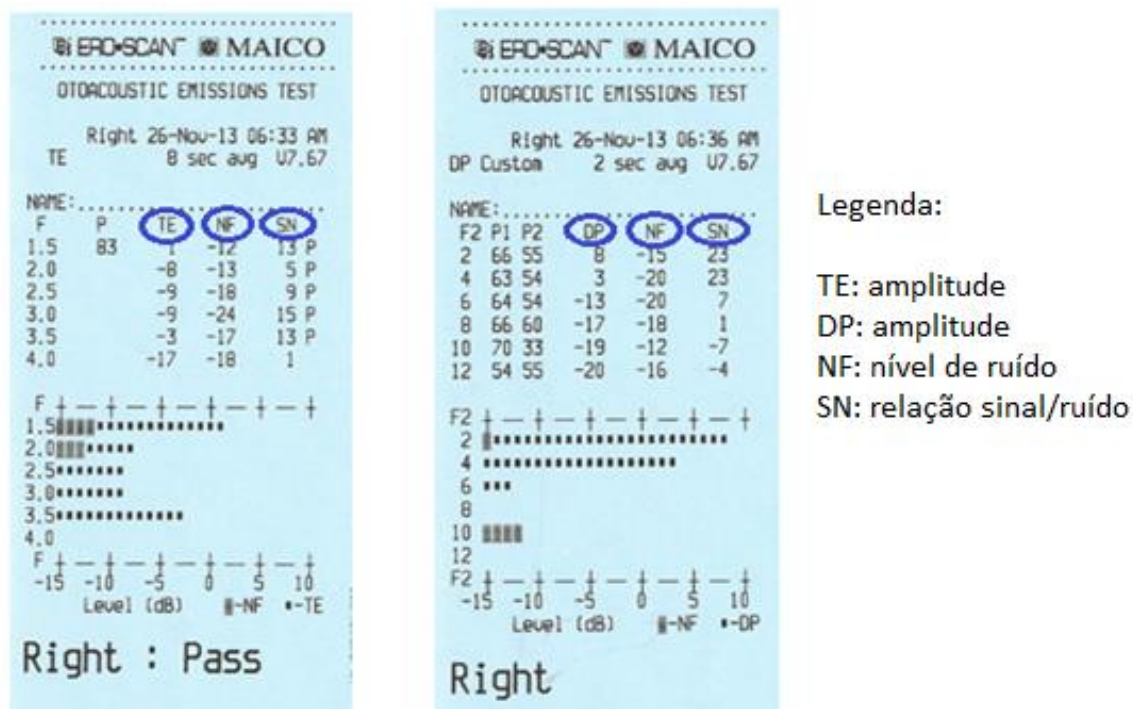 ERO•SCAN™ MAICO
OTOACOUSTIC EMISSIONS TEST
Right 26-Nov-13 06:33 AM
TE 8 sec avg V7.67
NAME:
F P TE NF SN
1.5 83 1 -12 13 P
2.0 -8 -13 5 P
2.5 -9 -18 9 P
3.0 -9 -24 15 P
3.5 -3 -17 13 P
4.0 -17 -18 1
F
1.5
2.0
2.5
3.0
3.5
4.0
F
-15 -10 -5 0 5 10
Level (dB) -NF -TE
Right : Pass
ERO•SCAN™ MAICO
OTOACOUSTIC EMISSIONS TEST
Right 26-Nov-13 06:36 AM
DP Custom 2 sec avg V7.67
NAME:
F2 P1 P2 DP NF SN
2 66 55 8 -15 23
4 63 54 3 -20 23
6 64 54 -13 -20 7
8 66 60 -17 -18 1
10 70 33 -19 -12 -7
12 54 55 -20 -16 -4
F2
2
4
6
8
10
12
F2
-15 -10 -5 0 5 10
Level (dB) -NF -DP
Right
Legenda:
TE: amplitude
DP: amplitude
NF: nível de ruído
SN: relação sinal/ruído